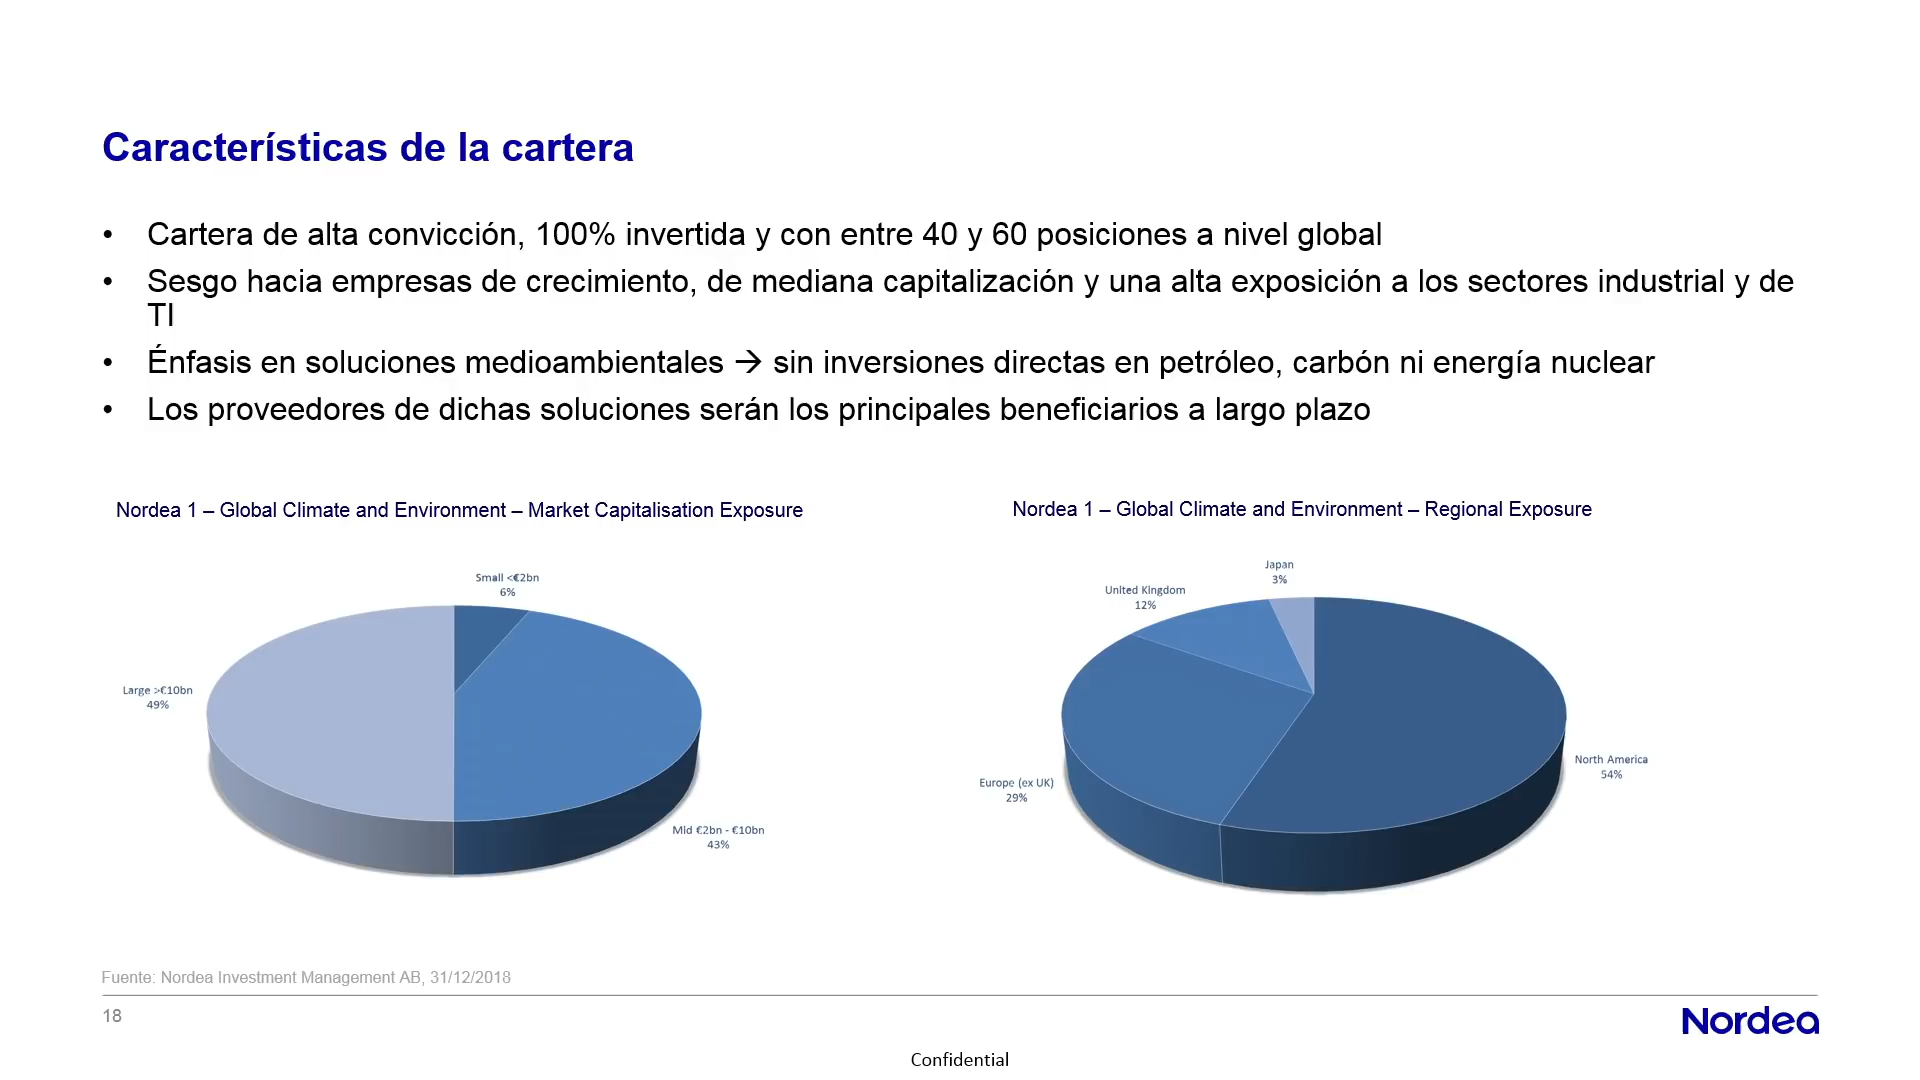 Características de la cartera
• Cartera de alta convicción, 100% invertida y con entre 40 y 60 posiciones a nivel global
• Sesgo hacia empresas de crecimiento, de mediana capitalización y una alta exposición a los sectores industrial y de
TI
• Énfasis en soluciones medioambientales → sin inversiones directas en petróleo, carbón ni energía nuclear
• Los proveedores de dichas soluciones serán los principales beneficiarios a largo plazo
Nordea 1 – Global Climate and Environment – Market Capitalisation Exposure
Small <€2bn
6%
Large >€10bn
49%
Mid €2bn - €10bn
43%
Nordea 1 – Global Climate and Environment – Regional Exposure
Japan
3%
United Kingdom
12%
North America
54%
Europe (ex UK)
29%
Fuente: Nordea Investment Management AB, 31/12/2018
18
Nordea
Confidential